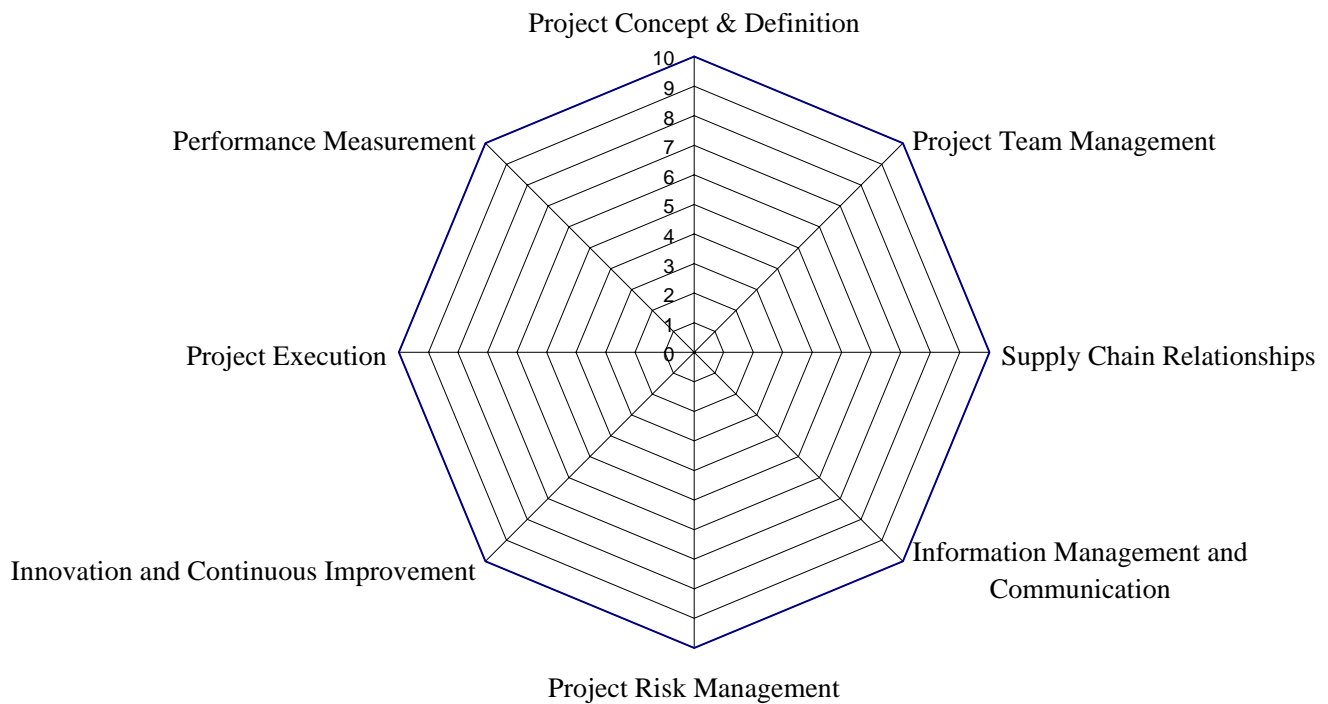 Project Concept & Definition
10
9
8
7
6
5
4
3
2
1
0
Performance Measurement
Project Team Management
Project Execution
Supply Chain Relationships
Innovation and Continuous Improvement
Information Management and
Communication
Project Risk Management